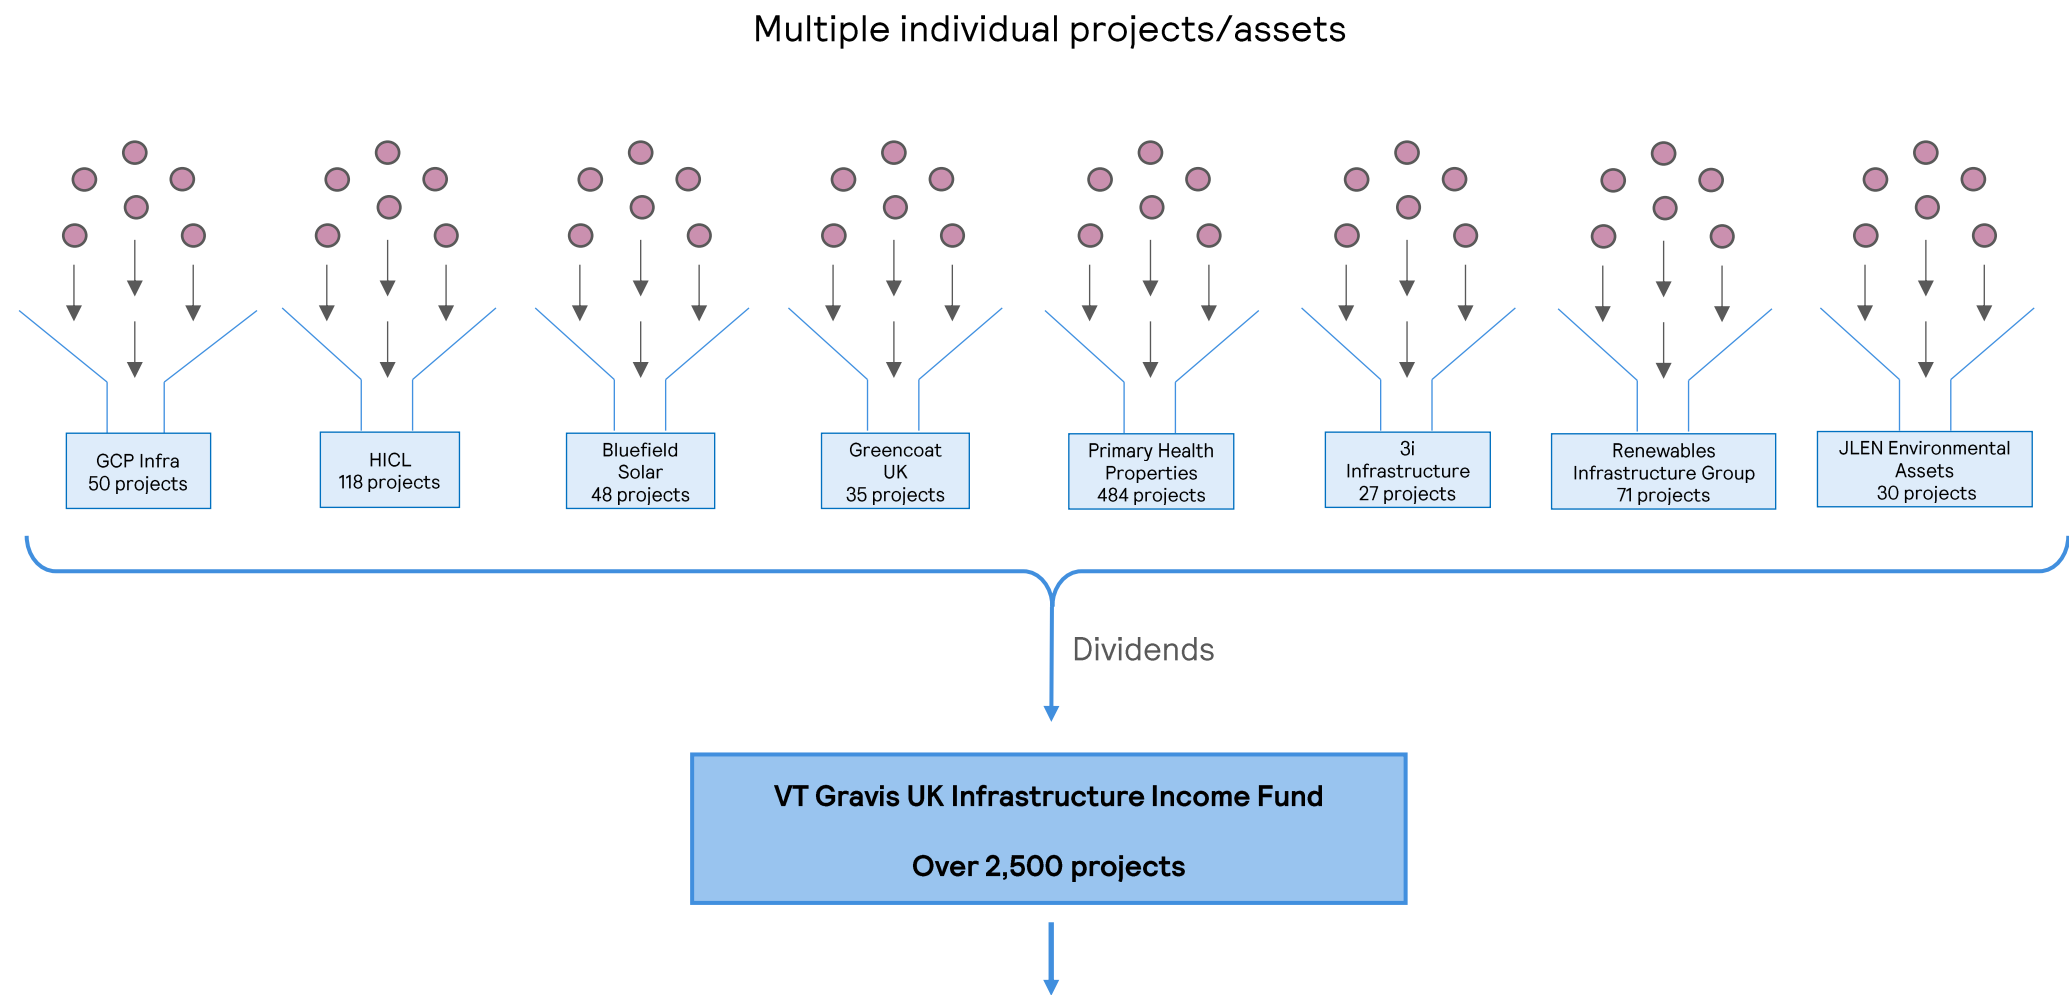 Multiple individual projects/assets
GCP Infra
50 projects
HICL
118 projects
Bluefield
Solar
48 projects
Greencoat
UK
35 projects
Primary Health
Properties
484 projects
3i
Infrastructure
27 projects
Renewables
Infrastructure Group
71 projects
JLEN Environmental
Assets
30 projects
Dividends
VT Gravis UK Infrastructure Income Fund
Over 2,500 projects